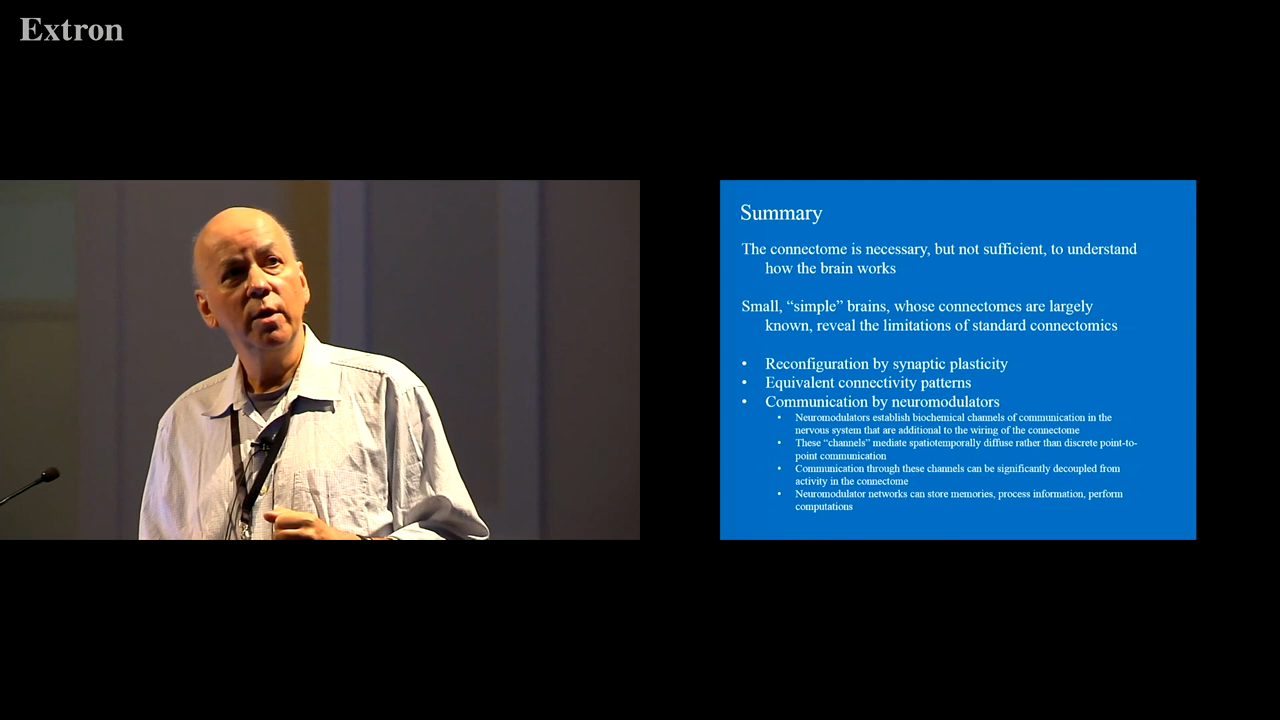 Extron
Summary
The connectome is necessary, but not sufficient, to understand
how the brain works
Small, “simple” brains, whose connectomes are largely
known, reveal the limitations of standard connectomics
• Reconfiguration by synaptic plasticity
• Equivalent connectivity patterns
• Communication by neuromodulators
• Neuromodulators establish biochemical channels of communication in the
nervous system that are additional to the wiring of the connectome
• These “channels” mediate spatiotemporally diffuse rather than discrete point-to-
point communication
• Communication through these channels can be significantly decoupled from
activity in the connectome
• Neuromodulator networks can store memories, process information, perform
computations